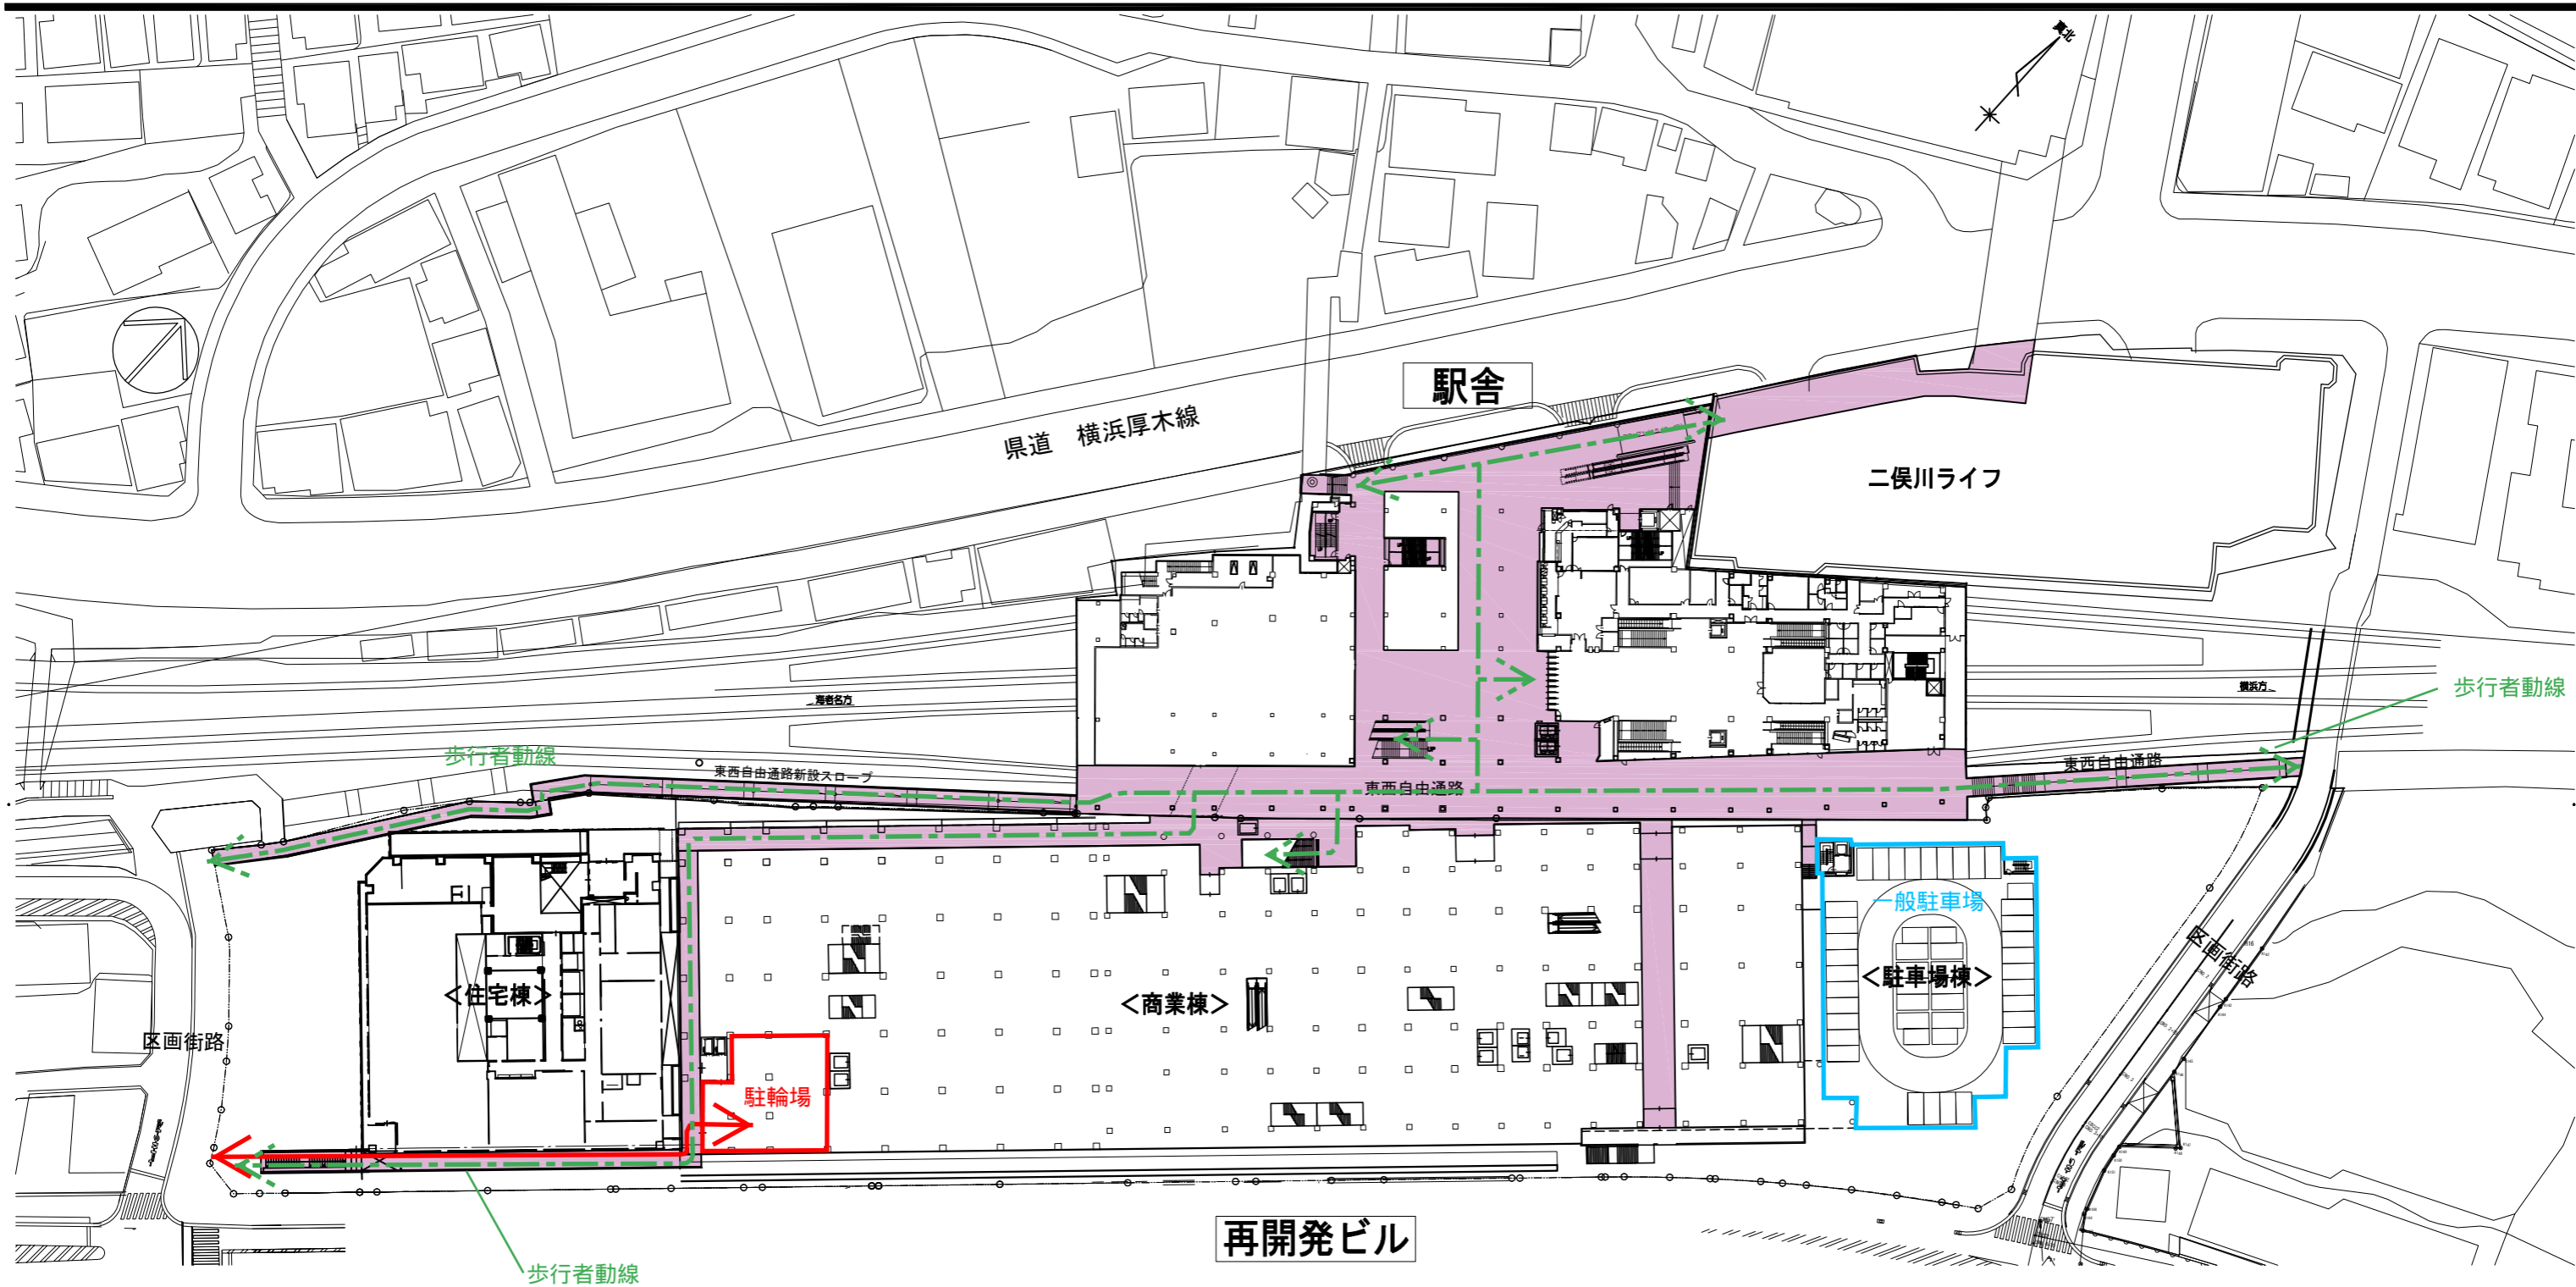 真北
駅舎
県道 横浜厚木線
二俣川ライフ
海老名方
横浜方
歩行者動線
歩行者動線
東西自由通路新設スロープ
東西自由通路
東西自由通路
一般駐車場
区画街路
<住宅棟>
<商業棟>
<駐車場棟>
区画街路
駐輪場
再開発ビル
歩行者動線